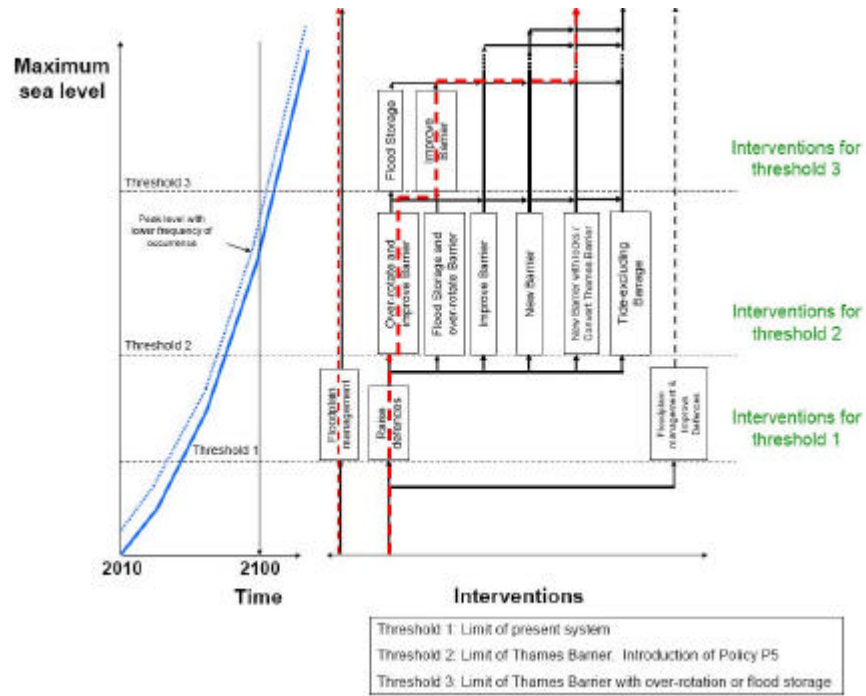 Maximum
sea level
Threshold 3
Peak level with
lower frequency of
occurrence
Threshold 2
Threshold 1
2010
2100
Time
Flood Storage
Improve
Barrier
Over-rotate and
Improve Barrier
Flood Storage and
over-rotate Barrier
Improve Barrier
New Barrier
New Barrier with locks /
Convert Thames Barrier
Tide-excluding
Barrage
Floodplain
management
Raise
defences
Floodplain
management &
Improve
Defences
Interventions
Interventions for
threshold 3
Interventions for
threshold 2
Interventions for
threshold 1
Threshold 1: Limit of present system
Threshold 2: Limit of Thames Barrier. Introduction of Policy P5
Threshold 3: Limit of Thames Barrier with over-rotation or flood storage